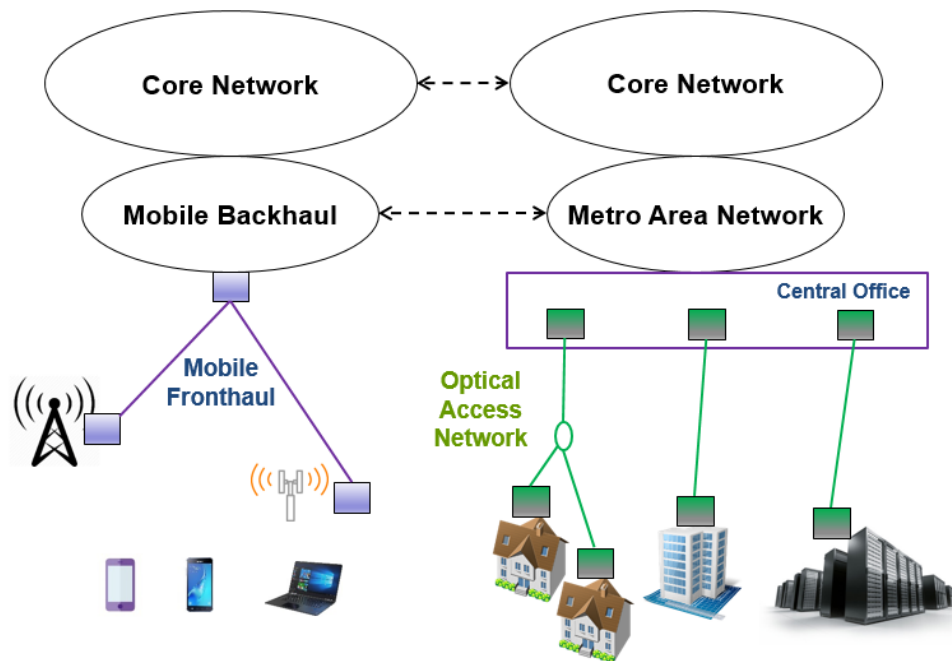 Core Network
Core Network
Mobile Backhaul
Metro Area Network
Central Office
Mobile
Fronthaul
Optical
Access
Network